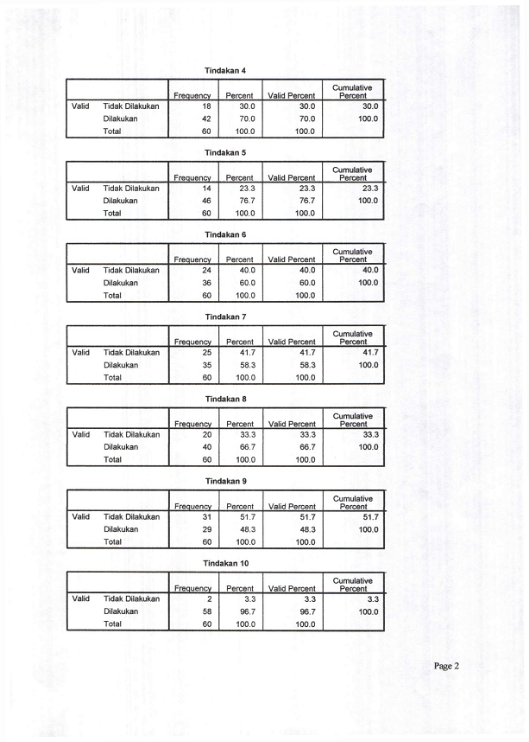 Tindakan 4
Frequency Percent Valid Percent Cumulative Percent
Valid Tidak Dilakukan 18 30.0 30.0 30.0
Dilakukan 42 70.0 70.0 100.0
Total 60 100.0 100.0
Tindakan 5
Frequency Percent Valid Percent Cumulative Percent
Valid Tidak Dilakukan 14 23.3 23.3 23.3
Dilakukan 46 76.7 76.7 100.0
Total 60 100.0 100.0
Tindakan 6
Frequency Percent Valid Percent Cumulative Percent
Valid Tidak Dilakukan 24 40.0 40.0 40.0
Dilakukan 36 60.0 60.0 100.0
Total 60 100.0 100.0
Tindakan 7
Frequency Percent Valid Percent Cumulative Percent
Valid Tidak Dilakukan 25 41.7 41.7 41.7
Dilakukan 35 58.3 58.3 100.0
Total 60 100.0 100.0
Tindakan 8
Frequency Percent Valid Percent Cumulative Percent
Valid Tidak Dilakukan 20 33.3 33.3 33.3
Dilakukan 40 66.7 66.7 100.0
Total 60 100.0 100.0
Tindakan 9
Frequency Percent Valid Percent Cumulative Percent
Valid Tidak Dilakukan 31 51.7 51.7 51.7
Dilakukan 29 48.3 48.3 100.0
Total 60 100.0 100.0
Tindakan 10
Frequency Percent Valid Percent Cumulative Percent
Valid Tidak Dilakukan 2 3.3 3.3 3.3
Dilakukan 58 96.7 96.7 100.0
Total 60 100.0 100.0
Page 2